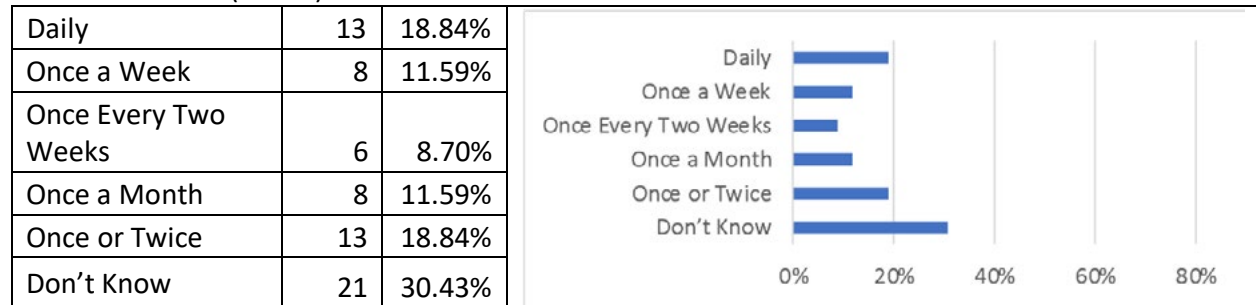 Daily 13 18.84%
Once a Week 8 11.59%
Once Every Two
Weeks 6 8.70%
Once a Month 8 11.59%
Once or Twice 13 18.84%
Don’t Know 21 30.43%
Daily
Once a Week
Once Every Two Weeks
Once a Month
Once or Twice
Don’t Know
0% 20% 40% 60% 80%